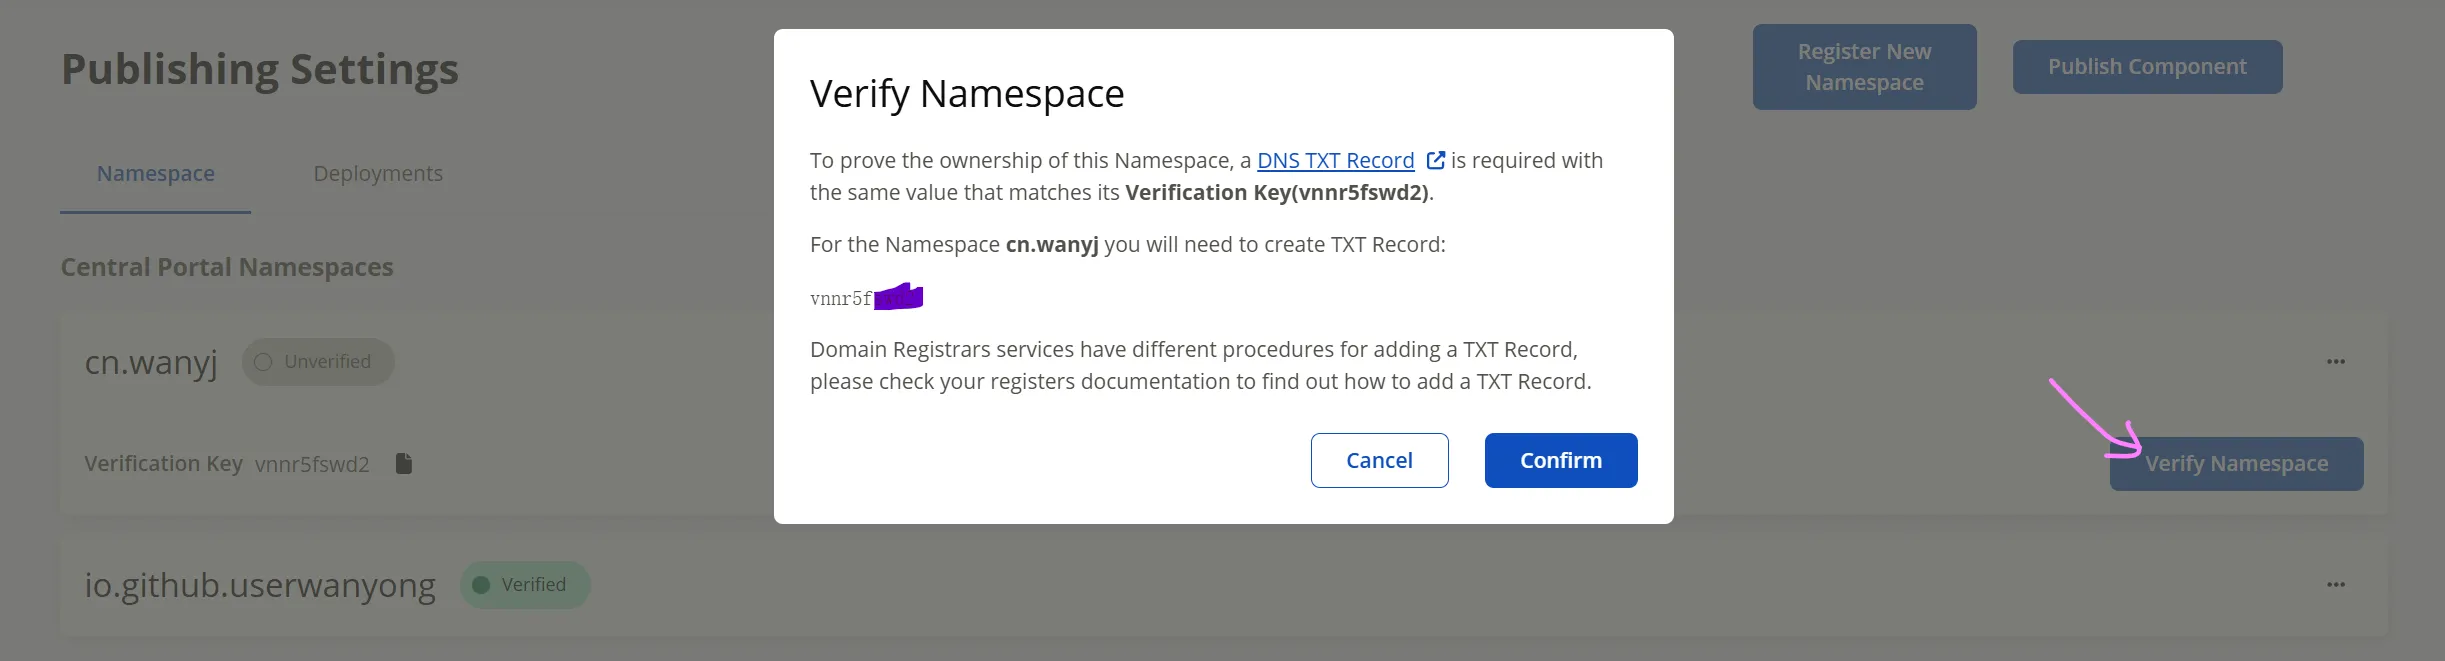 Publishing Settings
Register New
Namespace
Publish Component
Namespace
Deployments
Central Portal Namespaces
cn.wanyj
Unverified
Verification Key vnnr5fswd2
Verify Namespace
io.github.userwanyong
Verified
Verify Namespace
To prove the ownership of this Namespace, a DNS TXT Record is required with
the same value that matches its Verification Key(vnnr5fswd2).
For the Namespace cn.wanyj you will need to create TXT Record:
vnnr5f
Domain Registrars services have different procedures for adding a TXT Record,
please check your registers documentation to find out how to add a TXT Record.
Cancel
Confirm